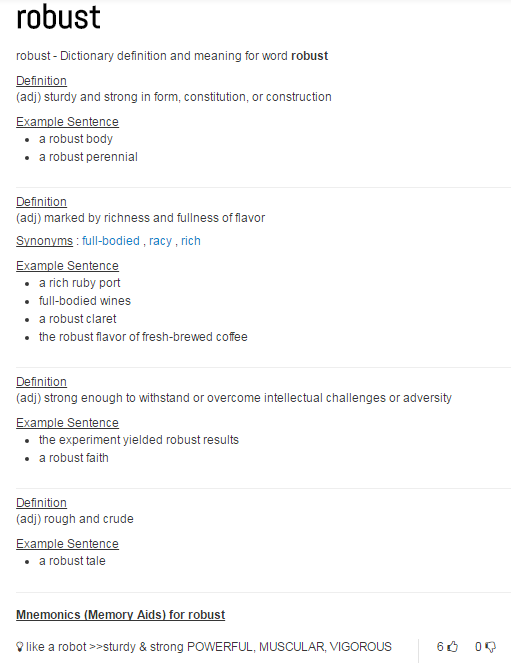 robust
robust - Dictionary definition and meaning for word robust
Definition
(adj) sturdy and strong in form, constitution, or construction
Example Sentence
• a robust body
• a robust perennial
Definition
(adj) marked by richness and fullness of flavor
Synonyms : full-bodied , racy , rich
Example Sentence
• a rich ruby port
• full-bodied wines
• a robust claret
• the robust flavor of fresh-brewed coffee
Definition
(adj) strong enough to withstand or overcome intellectual challenges or adversity
Example Sentence
• the experiment yielded robust results
• a robust faith
Definition
(adj) rough and crude
Example Sentence
• a robust tale
Mnemonics (Memory Aids) for robust
like a robot >>sturdy & strong POWERFUL, MUSCULAR, VIGOROUS 6 0